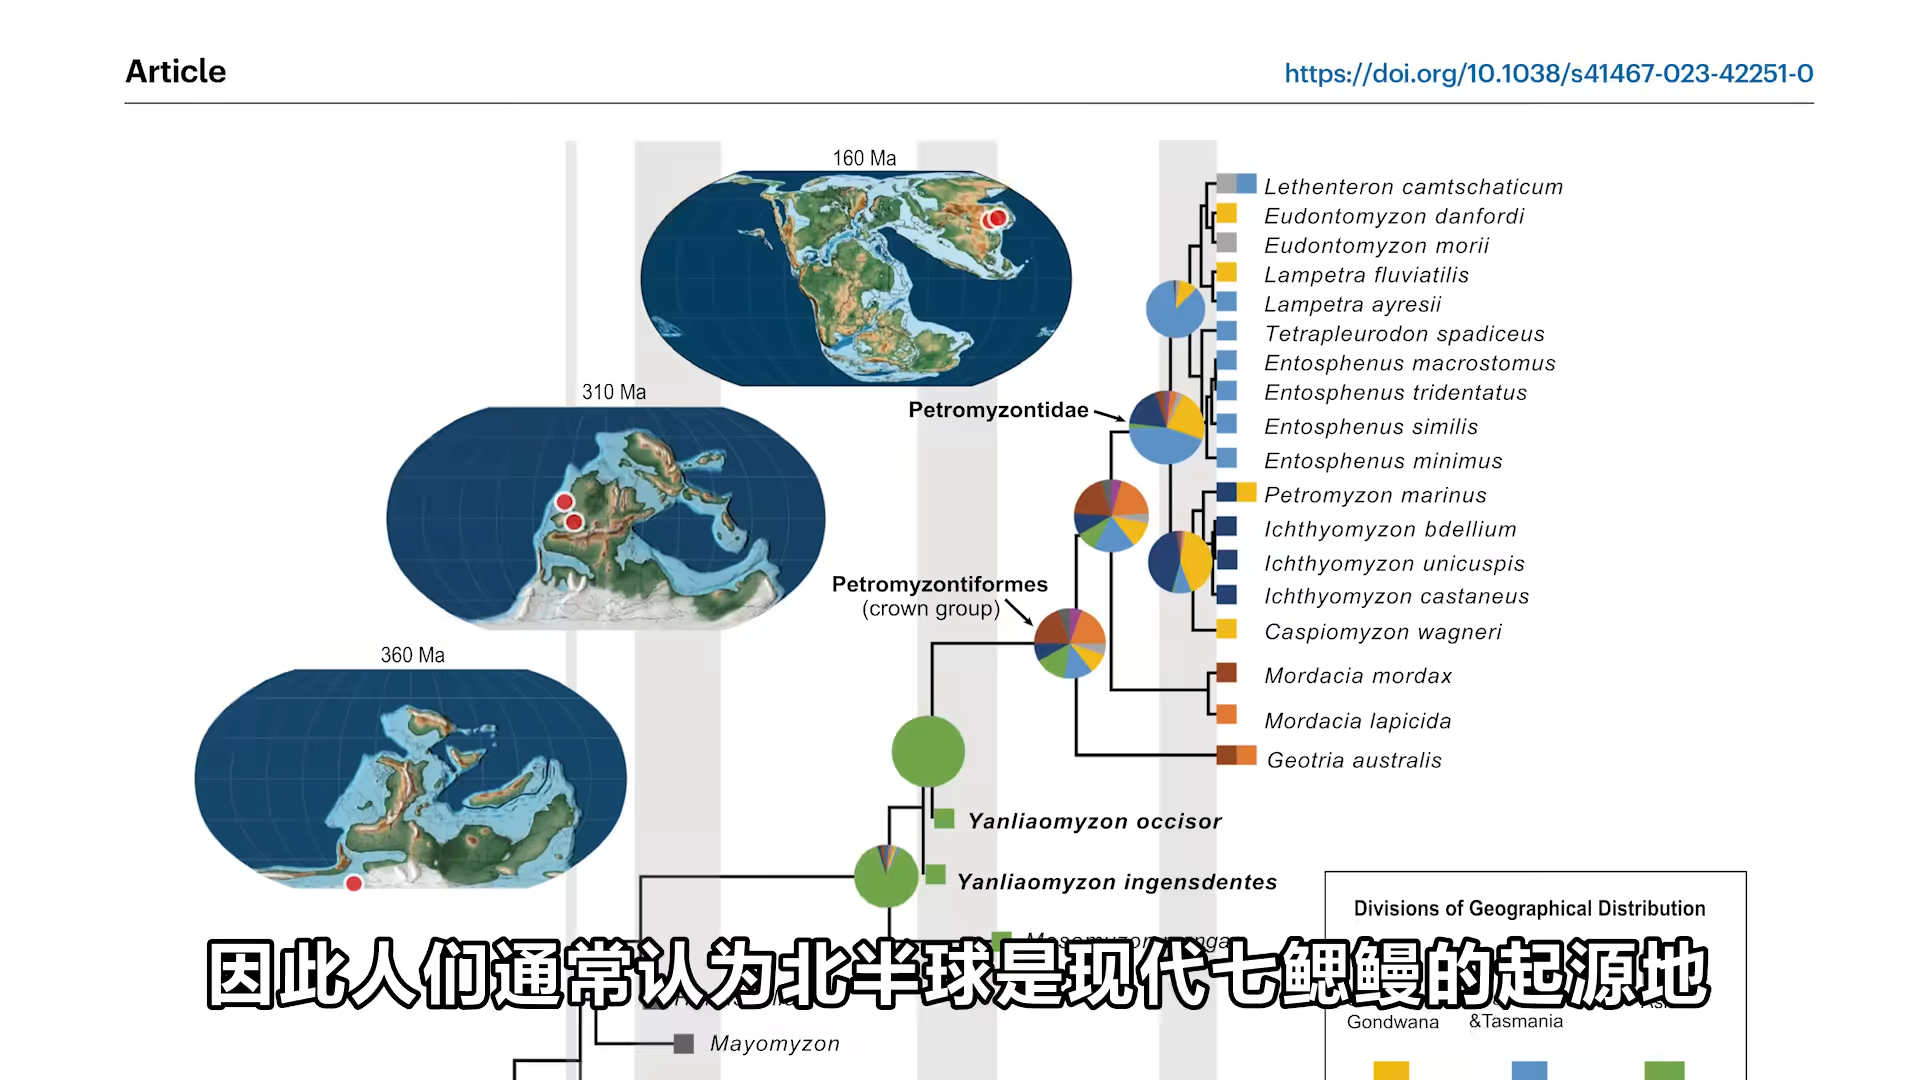 Article
https://doi.org/10.1038/s41467-023-42251-0
160 Ma
310 Ma
360 Ma
Petromyzontidae
Petromyzontiformes
(crown group)
Lethenteron camtschaticum
Eudontomyzon danfordi
Eudontomyzon morii
Lampetra fluviatilis
Lampetra ayresii
Tetrapleurodon spadiceus
Entosphenus macrostomus
Entosphenus tridentatus
Entosphenus similis
Entosphenus minimus
Petromyzon marinus
Ichthyomyzon bdellium
Ichthyomyzon unicuspis
Ichthyomyzon castaneus
Caspiomyzon wagneri
Mordacia mordax
Mordacia lapicida
Geotria australis
Yanliaomyzon occisor
Yanliaomyzon ingensdentes
Mayomyzon
Divisions of Geographical Distribution
Gondwana
&Tasmania
因此人们通常认为北半球是现代七鳃鳗的起源地